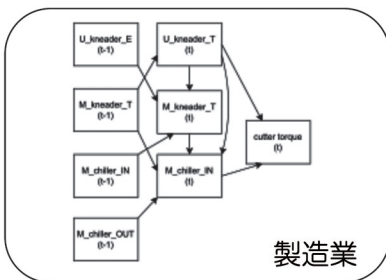 U_kneader_E
(t-1)
U_kneader_T
(t)
M_kneader_T
(t-1)
M_kneader_T
(t)
cutter torque
(t)
M_chiller_IN
(t-1)
M_chiller_IN
(t)
M_chiller_OUT
(t-1)
製造業